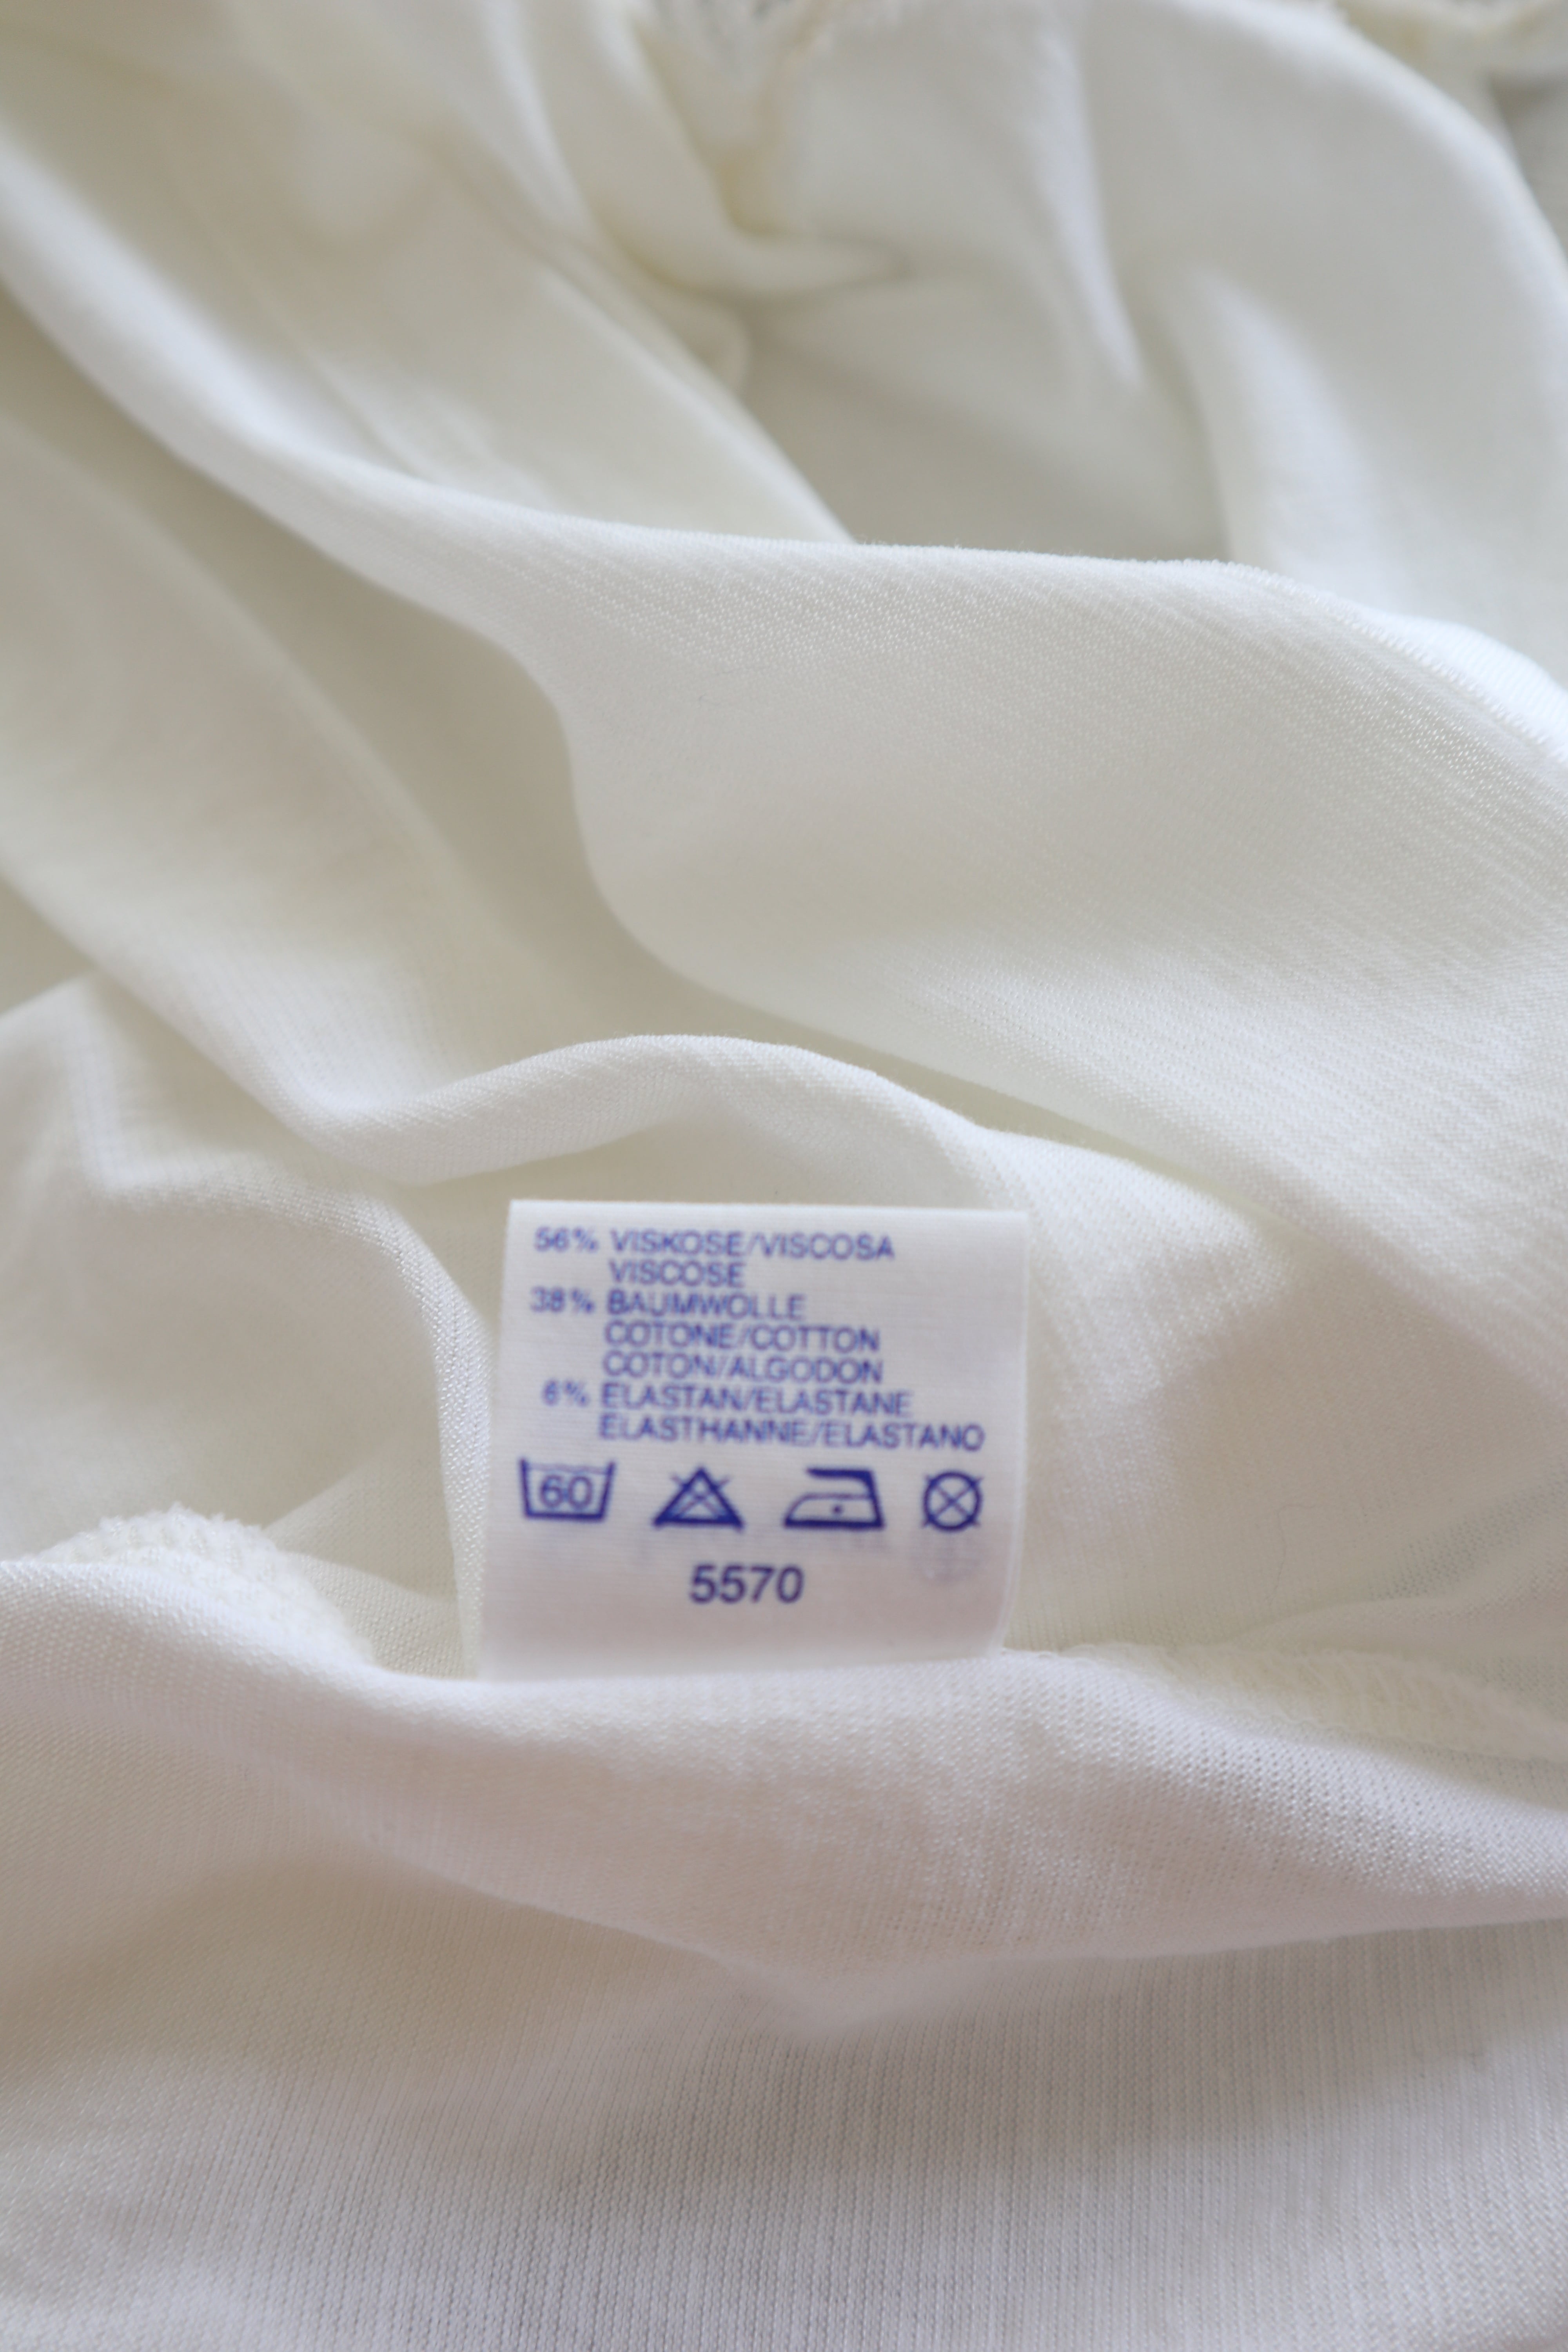 56% VISKOSE/VISCOSA
VISCOSE
38% BAUMWOLLE
COTONE/COTTON
COTON/ALGODON
6% ELASTAN/ELASTANE
ELASTHANNE/ELASTANO
60
5570